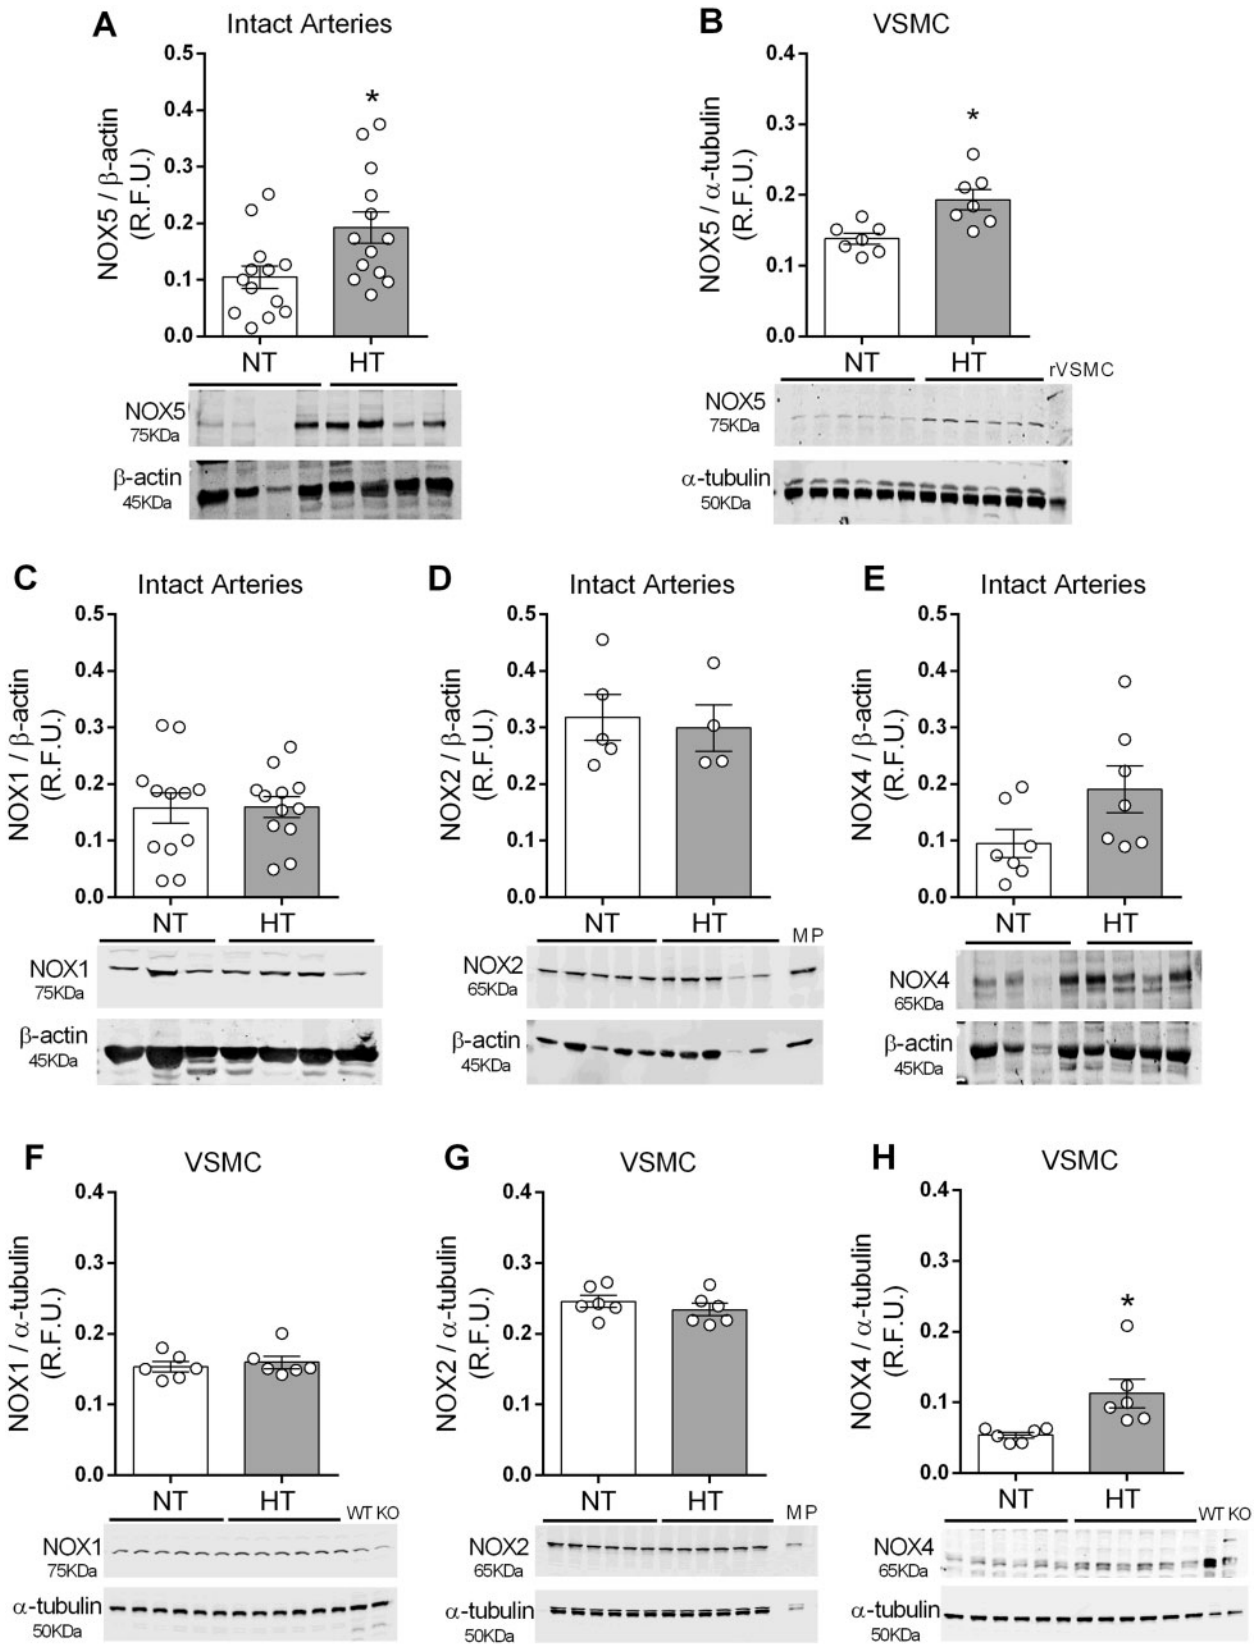 A
Intact Arteries
NOX5 / β-actin
(R.F.U.)
0.5
0.4
0.3
0.2
0.1
0.0
*
NT
HT
NOX5
75KDa
β-actin
45KDa
B
VSMC
NOX5 / α-tubulin
(R.F.U.)
0.4
0.3
0.2
0.1
0.0
*
NT
HT
rVSMC
NOX5
75KDa
α-tubulin
50KDa
C
Intact Arteries
NOX1 / β-actin
(R.F.U.)
0.5
0.4
0.3
0.2
0.1
0.0
NT
HT
NOX1
75KDa
β-actin
45KDa
D
Intact Arteries
NOX2 / β-actin
(R.F.U.)
0.5
0.4
0.3
0.2
0.1
0.0
NT
HT
MP
NOX2
65KDa
β-actin
45KDa
E
Intact Arteries
NOX4 / β-actin
(R.F.U.)
0.5
0.4
0.3
0.2
0.1
0.0
NT
HT
NOX4
65KDa
β-actin
45KDa
F
VSMC
NOX1 / α-tubulin
(R.F.U.)
0.4
0.3
0.2
0.1
0.0
NT
HT
WT KO
NOX1
75KDa
α-tubulin
50KDa
G
VSMC
NOX2 / α-tubulin
(R.F.U.)
0.4
0.3
0.2
0.1
0.0
NT
HT
MP
NOX2
65KDa
α-tubulin
50KDa
H
VSMC
NOX4 / α-tubulin
(R.F.U.)
0.4
0.3
0.2
0.1
0.0
*
NT
HT
WT KO
NOX4
65KDa
α-tubulin
50KDa